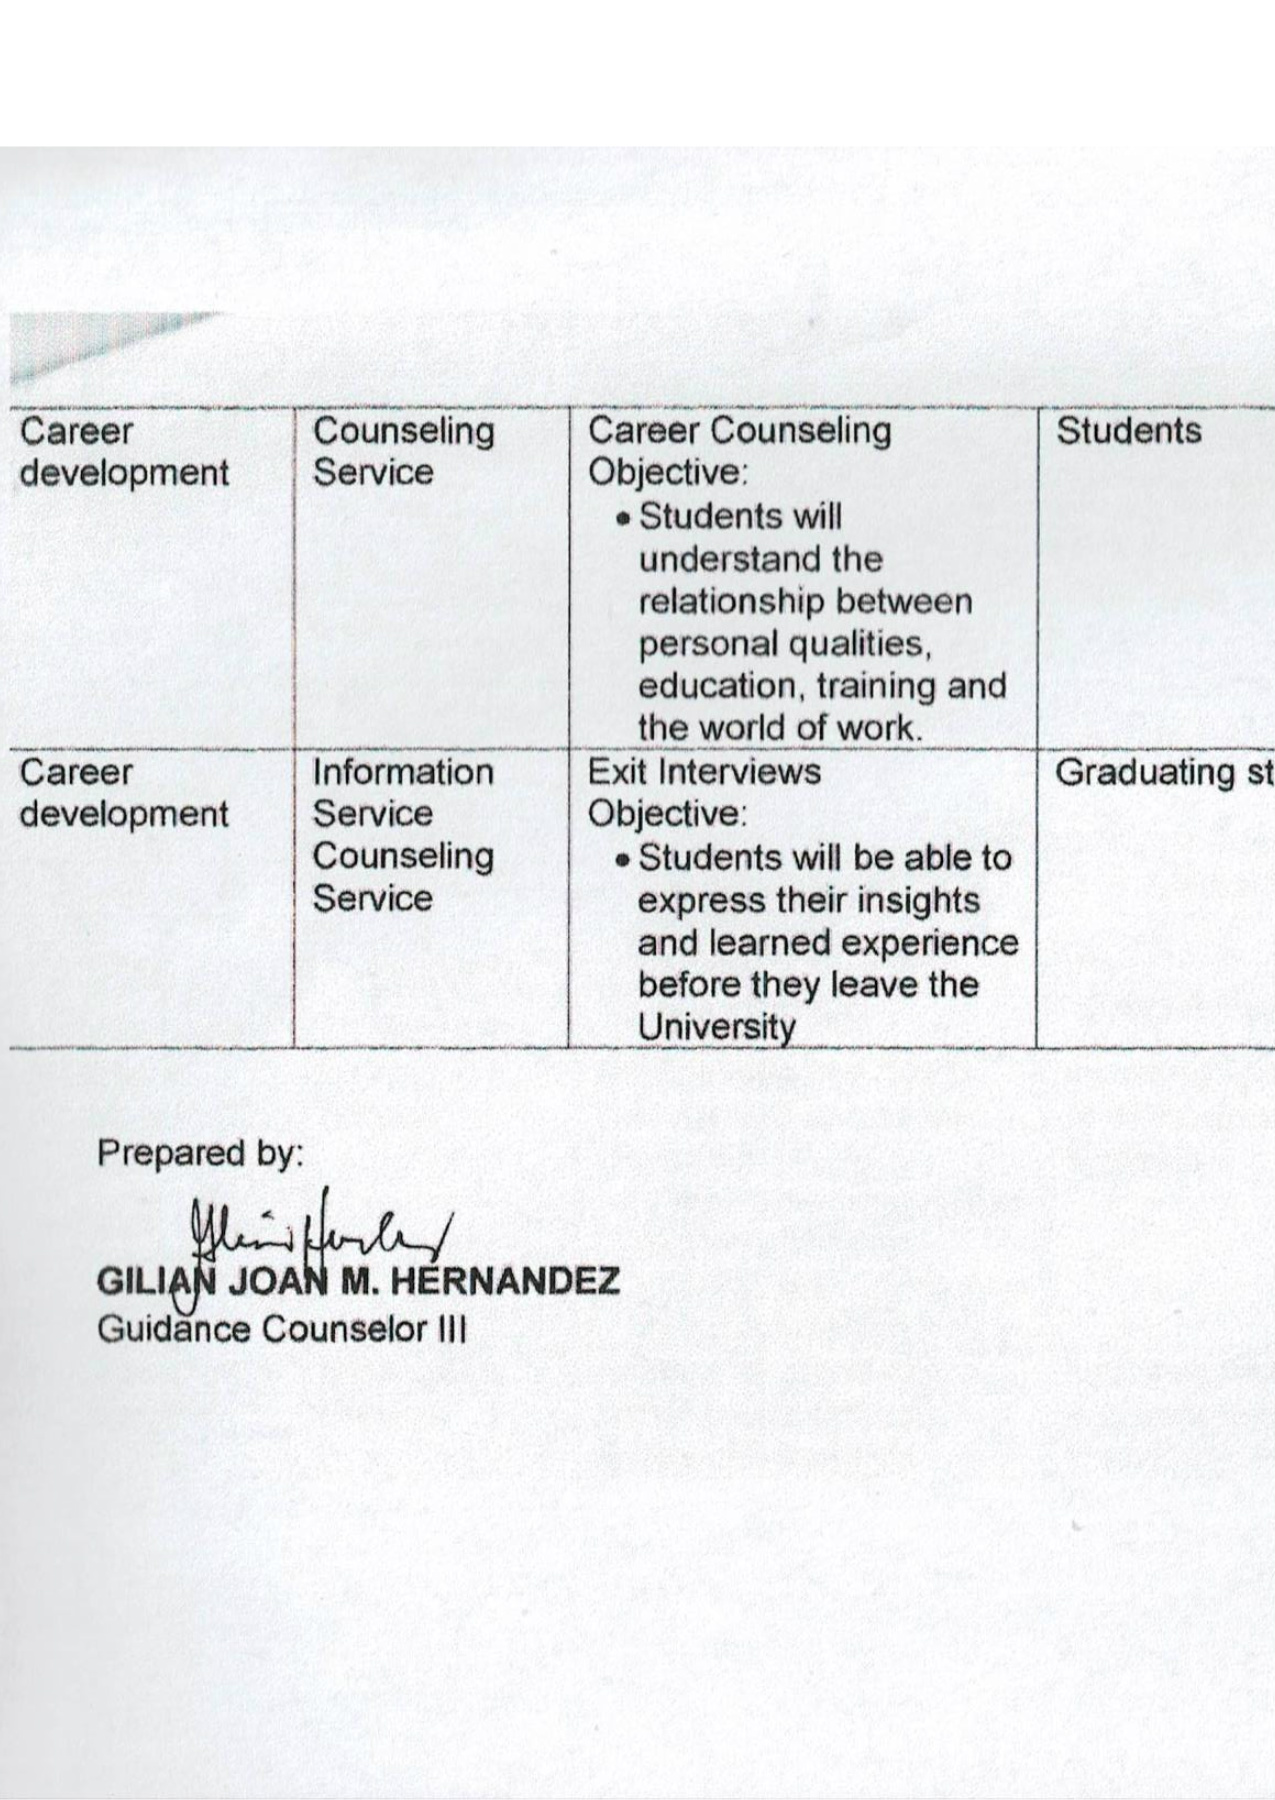 Career development
Counseling Service
Career Counseling
Objective:
• Students will
understand the
relationship between
personal qualities,
education, training and
the world of work.
Students
Career development
Information Service
Counseling Service
Exit Interviews
Objective:
• Students will be able to
express their insights
and learned experience
before they leave the
University
Graduating st
Prepared by:
GILIAN JOAN M. HERNANDEZ
Guidance Counselor III